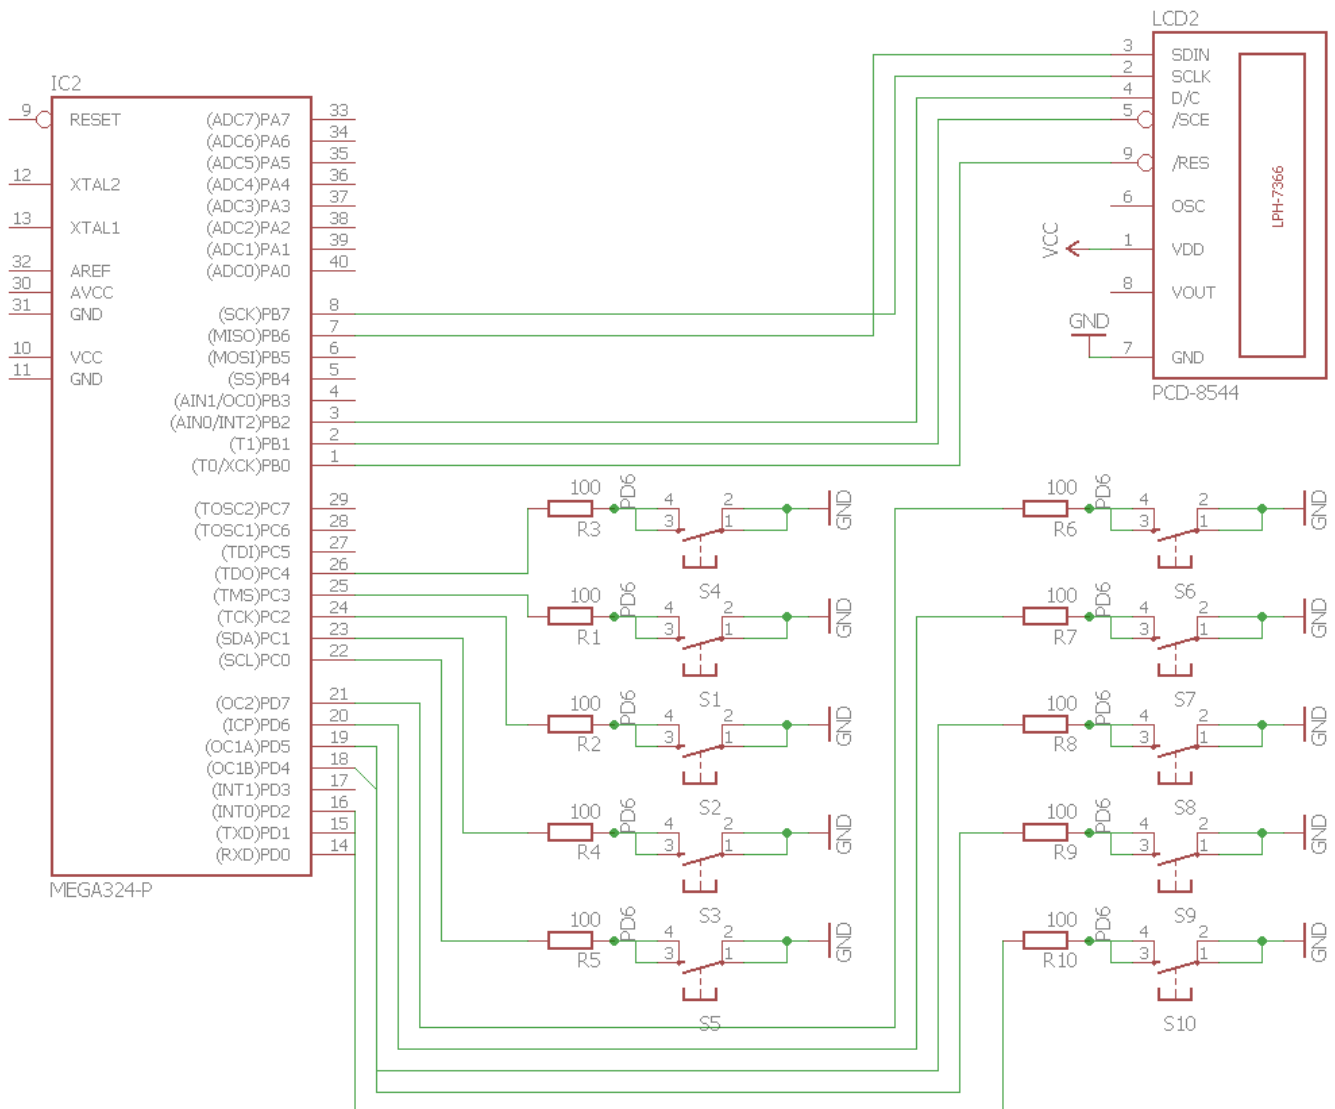 LCD2
3 SDIN
2 SCLK
4 D/C
5 /SCE
9 /RES
6 OSC
VCC 1 VDD
8 VOUT
GND
7 GND
LPH-7366
PCD-8544
IC2
9 RESET (ADC7)PA7 33
(ADC6)PA6 34
(ADC5)PA5 35
12 XTAL2 (ADC4)PA4 36
(ADC3)PA3 37
13 XTAL1 (ADC2)PA2 38
(ADC1)PA1 39
32 AREF (ADC0)PA0 40
30 AVCC
31 GND (SCK)PB7 8
(MISO)PB6 7
10 VCC (MOSI)PB5 6
11 GND (SS)PB4 5
(AIN1/OC0)PB3 4
(AIN0/INT2)PB2 3
(T1)PB1 2
(T0/XCK)PB0 1
(TOSC2)PC7 29
(TOSC1)PC6 28
(TDI)PC5 27
(TDO)PC4 26
(TMS)PC3 25
(TCK)PC2 24
(SDA)PC1 23
(SCL)PC0 22
(OC2)PD7 21
(ICP)PD6 20
(OC1A)PD5 19
(OC1B)PD4 18
(INT1)PD3 17
(INT0)PD2 16
(TXD)PD1 15
(RXD)PD0 14
MEGA324-P
100 PD6 4 2 GND
R3 3 1
S4
100 PD6 4 2 GND
R1 3 1
S1
100 PD6 4 2 GND
R2 3 1
S2
100 PD6 4 2 GND
R4 3 1
S3
100 PD6 4 2 GND
R5 3 1
S5
100 PD6 4 2 GND
R6 3 1
S6
100 PD6 4 2 GND
R7 3 1
S7
100 PD6 4 2 GND
R8 3 1
S8
100 PD6 4 2 GND
R9 3 1
S9
100 PD6 4 2 GND
R10 3 1
S10